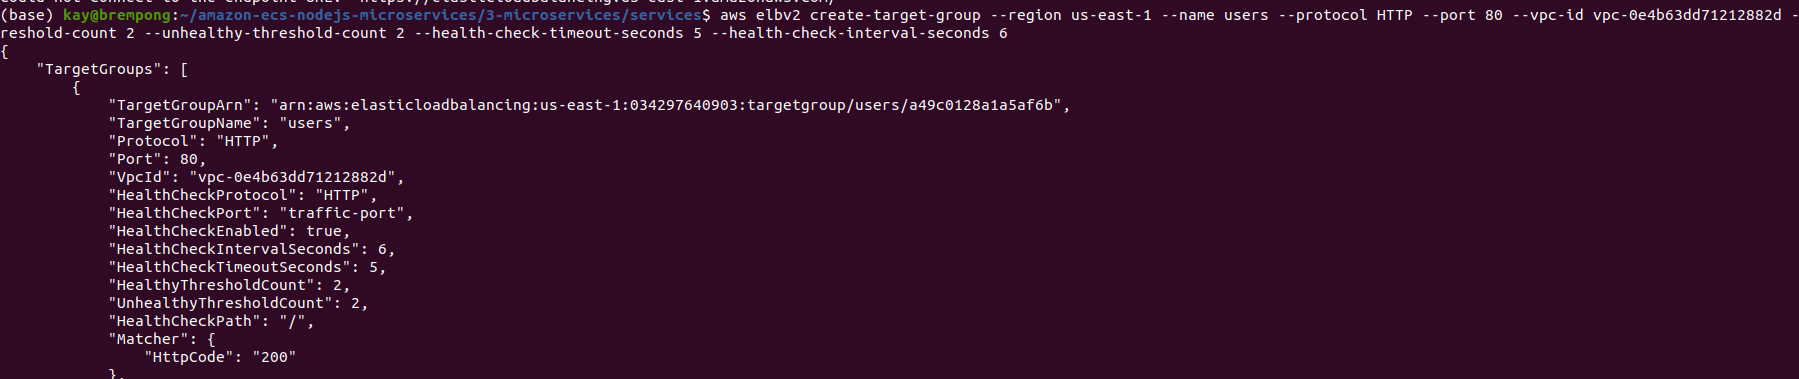 (base) kay@brempong:~/amazon-ecs-nodejs-microservices/3-microservices/services$ aws elbv2 create-target-group --region us-east-1 --name users --protocol HTTP --port 80 --vpc-id vpc-0e4b63dd71212882d -
reshold-count 2 --unhealthy-threshold-count 2 --health-check-timeout-seconds 5 --health-check-interval-seconds 6
{
    "TargetGroups": [
        {
            "TargetGroupArn": "arn:aws:elasticloadbalancing:us-east-1:034297640903:targetgroup/users/a49c0128a1a5af6b",
            "TargetGroupName": "users",
            "Protocol": "HTTP",
            "Port": 80,
            "VpcId": "vpc-0e4b63dd71212882d",
            "HealthCheckProtocol": "HTTP",
            "HealthCheckPort": "traffic-port",
            "HealthCheckEnabled": true,
            "HealthCheckIntervalSeconds": 6,
            "HealthCheckTimeoutSeconds": 5,
            "HealthyThresholdCount": 2,
            "UnhealthyThresholdCount": 2,
            "HealthCheckPath": "/",
            "Matcher": {
                "HttpCode": "200"
            },